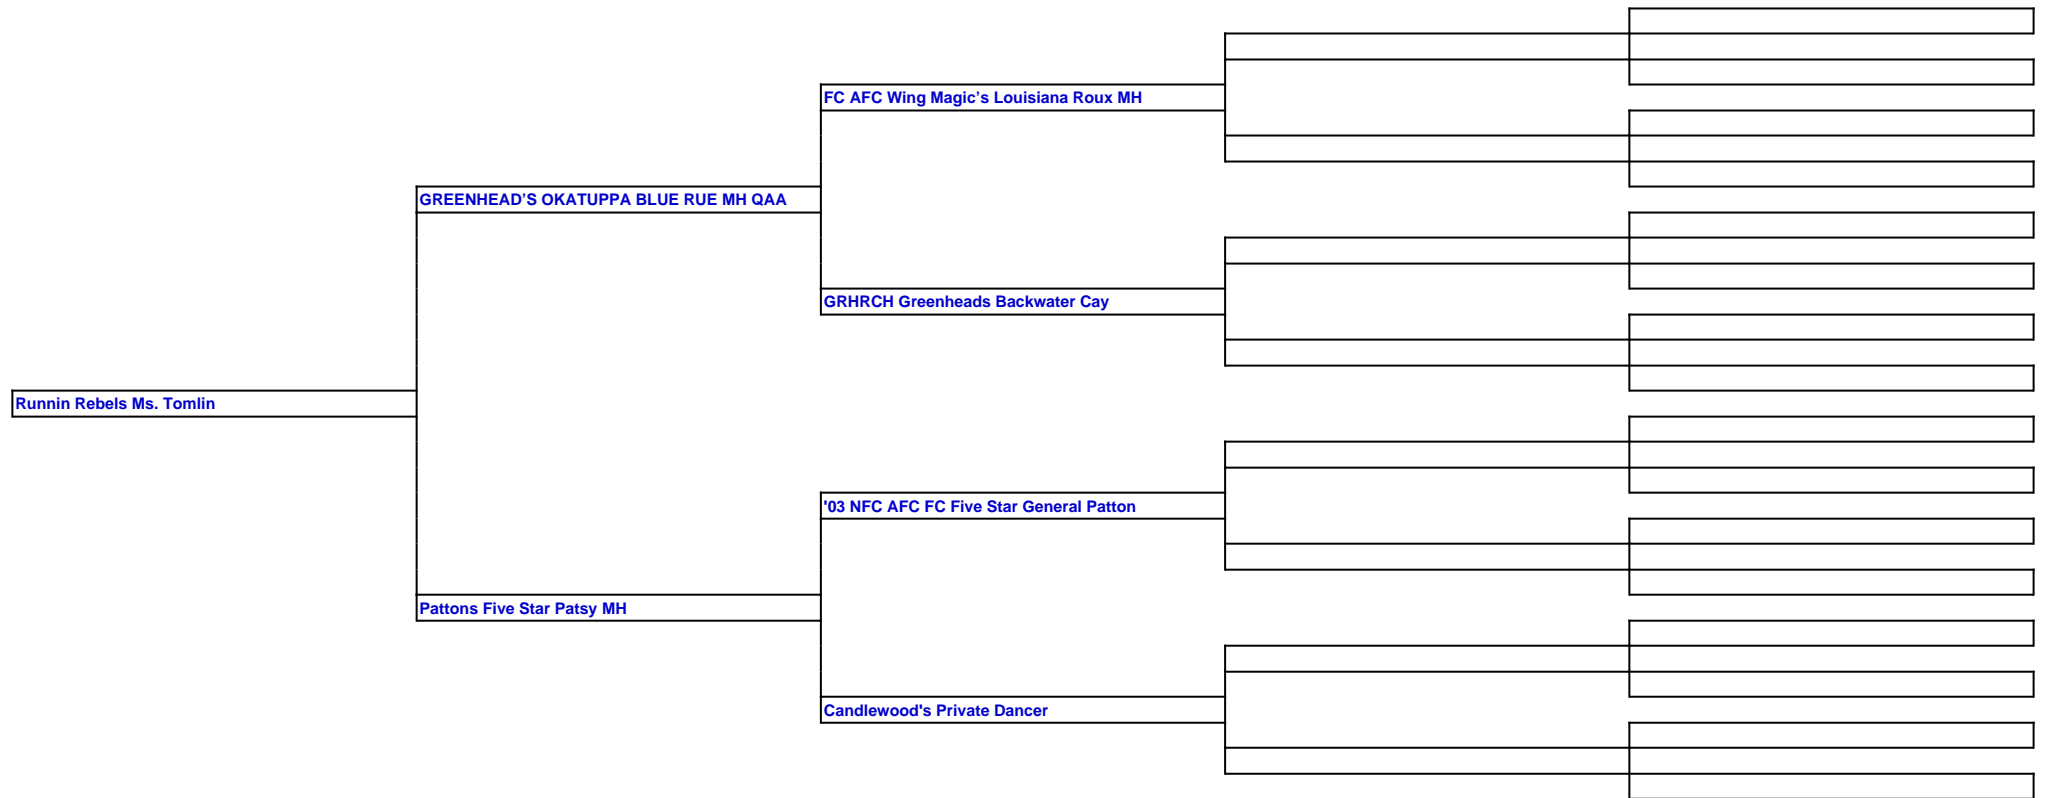 FC AFC Wing Magic’s Louisiana Roux MH
GREENHEAD’S OKATUPPA BLUE RUE MH QAA
GRHRCH Greenheads Backwater Cay
Runnin Rebels Ms. Tomlin
'03 NFC AFC FC Five Star General Patton
Pattons Five Star Patsy MH
Candlewood's Private Dancer